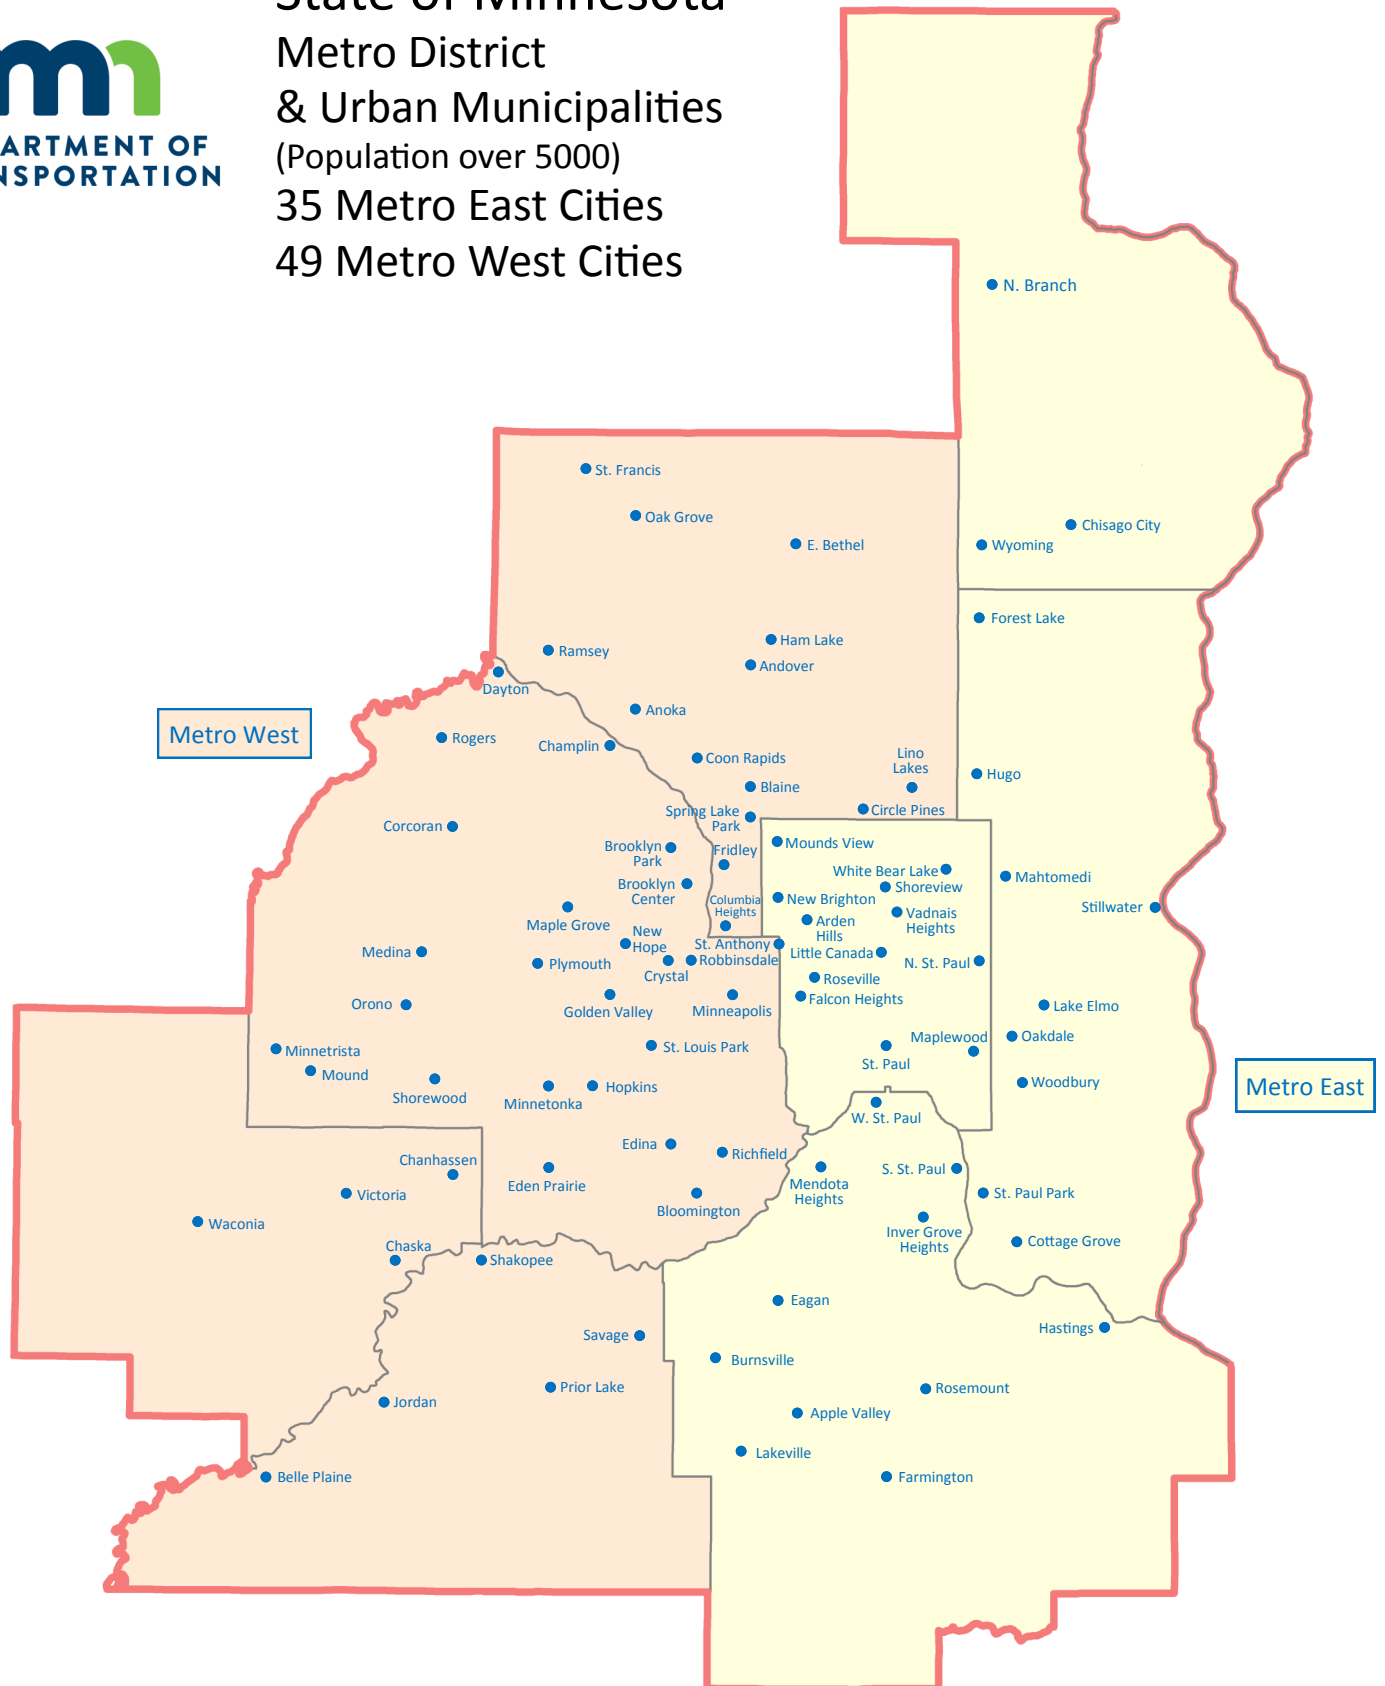 State of Minnesota
Metro District
& Urban Municipalities
(Population over 5000)
35 Metro East Cities
49 Metro West Cities
ARTMENT OF
NSPORTATION
N. Branch
St. Francis
Oak Grove
E. Bethel
Chisago City
Wyoming
Forest Lake
Ham Lake
Ramsey
Andover
Dayton
Anoka
Metro West
Rogers
Champlin
Coon Rapids
Lino
Lakes
Hugo
Blaine
Circle Pines
Spring Lake
Park
Corcoran
Brooklyn
Park
Fridley
Mounds View
White Bear Lake
Mahtomedi
Shoreview
Brooklyn
Center
Columbia
Heights
New Brighton
Stillwater
Vadnais
Heights
Arden
Hills
Maple Grove
New
Hope
St. Anthony
Medina
Little Canada
Plymouth
Robbinsdale
N. St. Paul
Crystal
Roseville
Falcon Heights
Orono
Golden Valley
Minneapolis
Lake Elmo
Maplewood
Oakdale
St. Louis Park
Minnetrista
St. Paul
Mound
Woodbury
Metro East
Shorewood
Minnetonka
Hopkins
W. St. Paul
Edina
Richfield
Chanhassen
S. St. Paul
Eden Prairie
Mendota
Heights
Victoria
St. Paul Park
Bloomington
Waconia
Inver Grove
Heights
Cottage Grove
Chaska
Shakopee
Eagan
Hastings
Savage
Burnsville
Prior Lake
Rosemount
Jordan
Apple Valley
Lakeville
Belle Plaine
Farmington